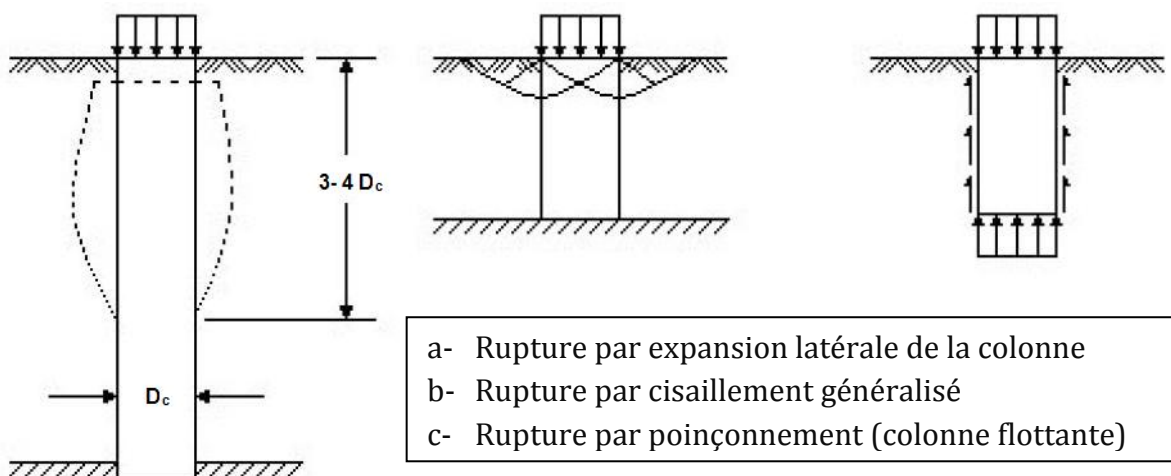 3- 4 Dc
Dc
a- Rupture par expansion latérale de la colonne
b- Rupture par cisaillement généralisé
c- Rupture par poinçonnement (colonne flottante)